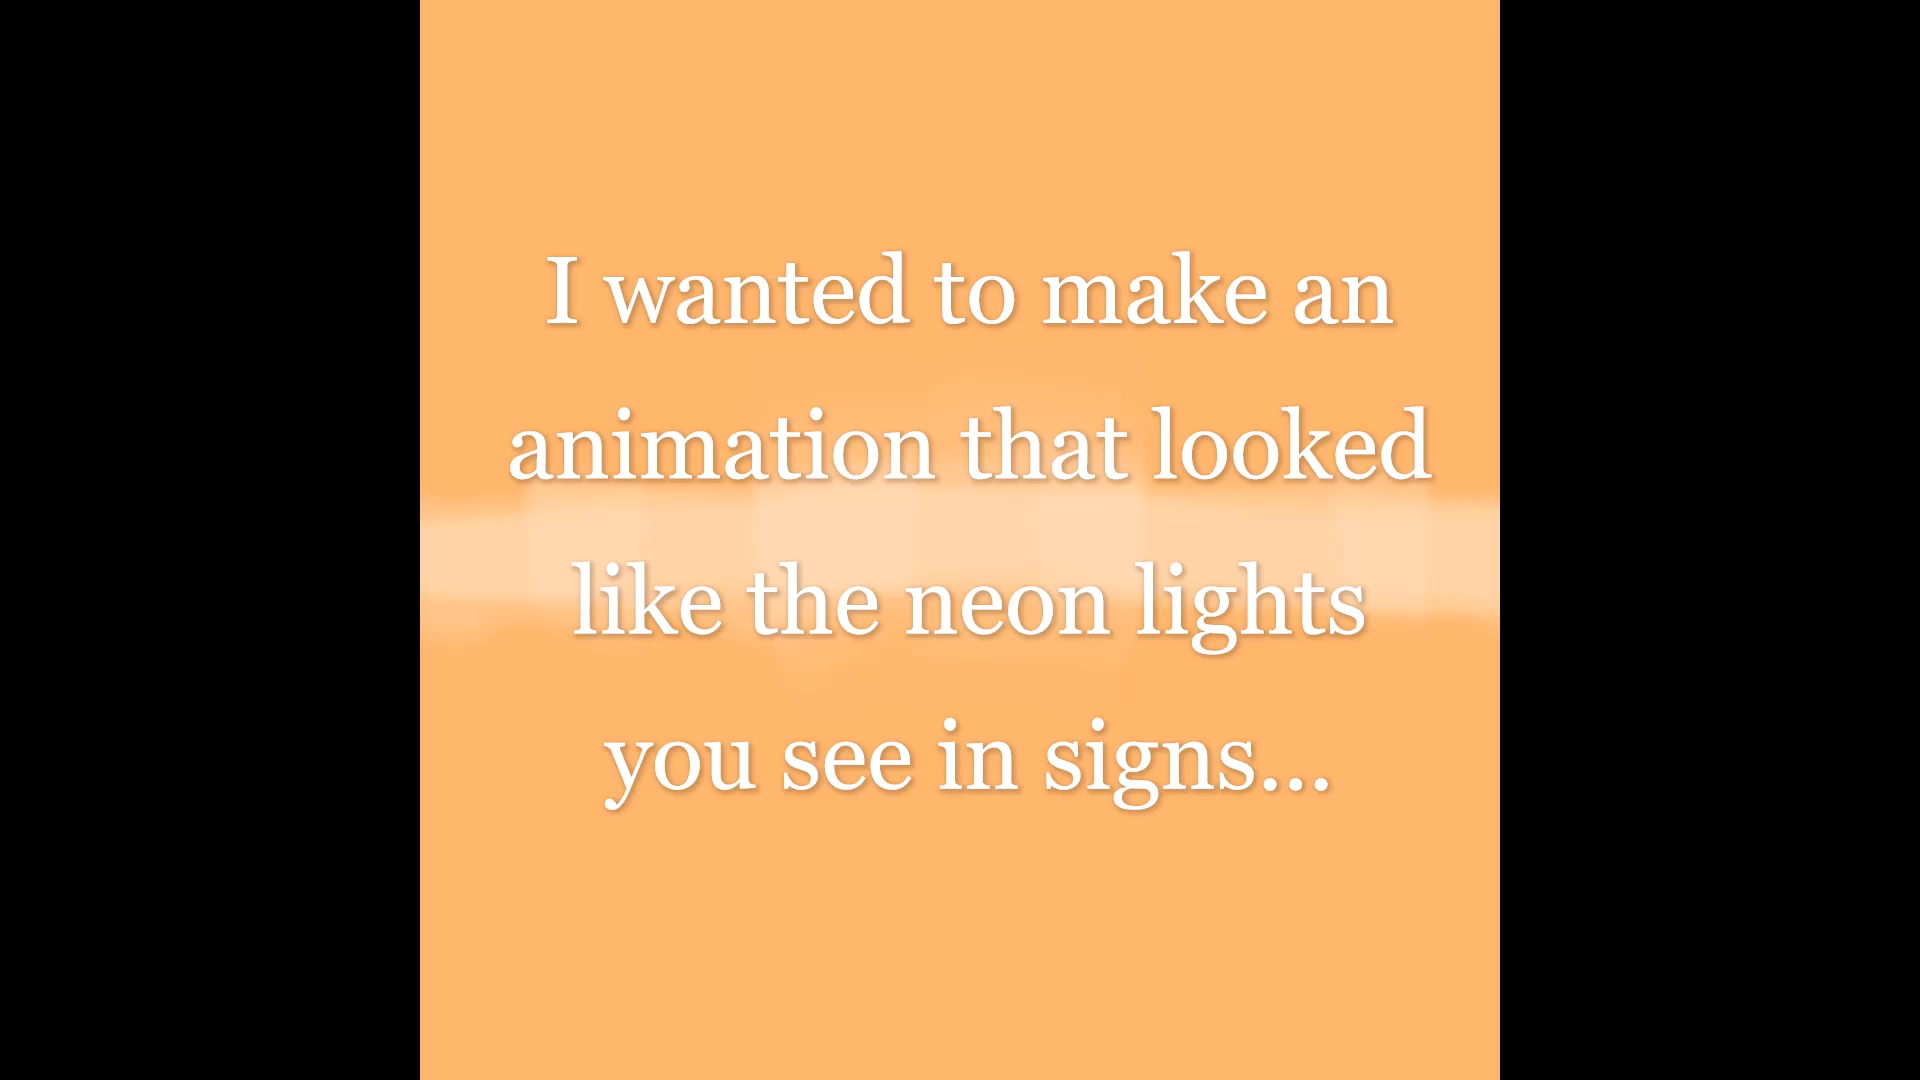 I wanted to make an
animation that looked
like the neon lights
you see in signs...